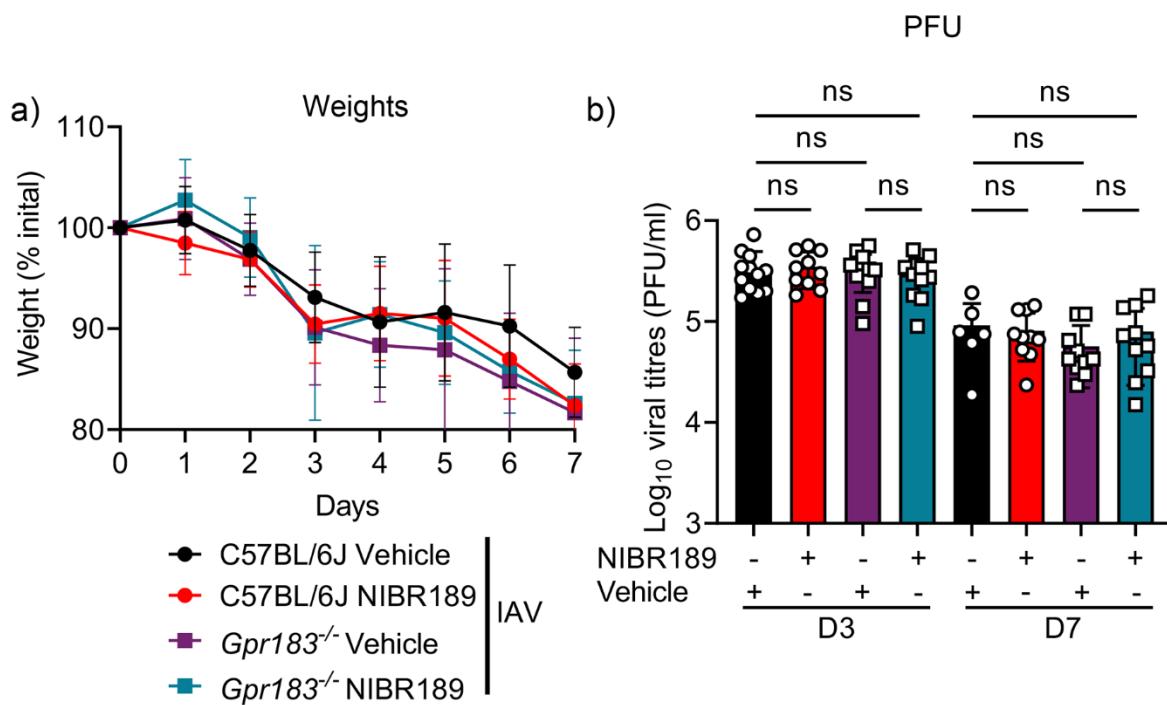 PFU
a)
Weights
b)
ns
ns
ns
ns
ns
ns
ns
ns
Weight (% inital)
110
100
90
80
0 1 2 3 4 5 6 7
Days
C57BL/6J Vehicle
C57BL/6J NIBR189
Gpr183-/- Vehicle
Gpr183-/- NIBR189
IAV
Log10 viral titres (PFU/ml)
6
5
4
3
NIBR189 - + - + - + - +
Vehicle + - + - + - + -
D3 D7